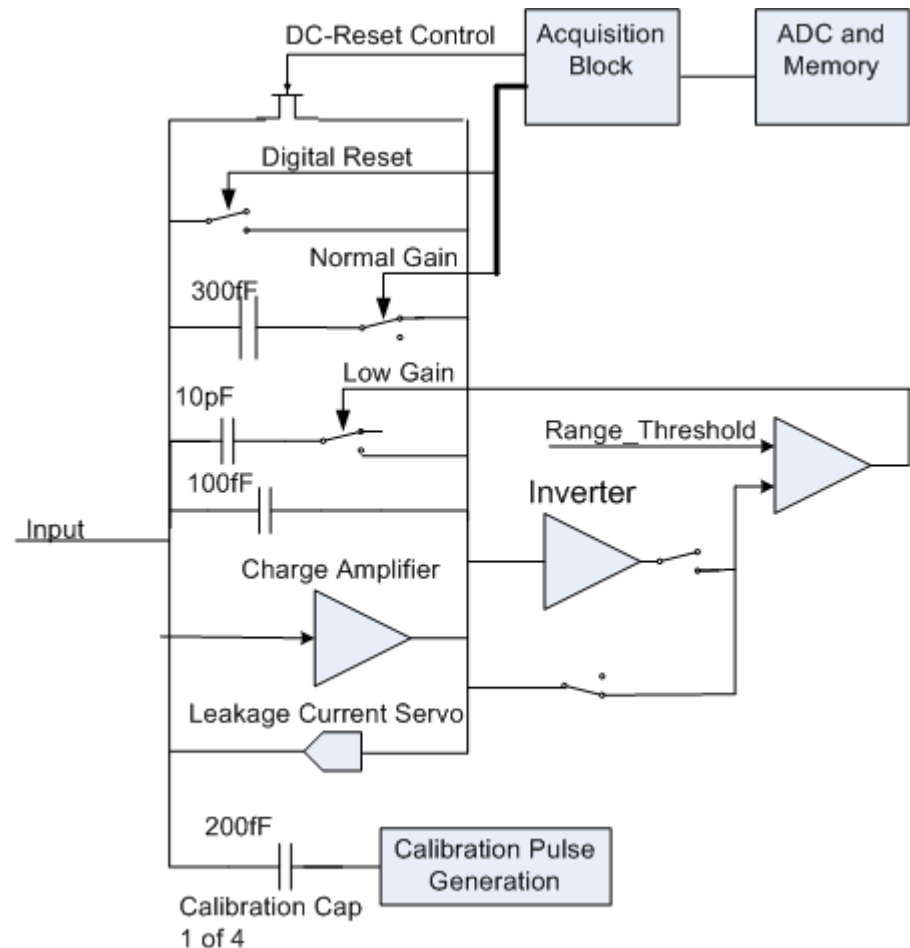 DC-Reset Control
Acquisition
Block
ADC and
Memory
Digital Reset
Normal Gain
300fF
Low Gain
10pF
Range_Threshold
100fF
Inverter
Input
Charge Amplifier
Leakage Current Servo
200fF
Calibration Pulse
Generation
Calibration Cap
1 of 4